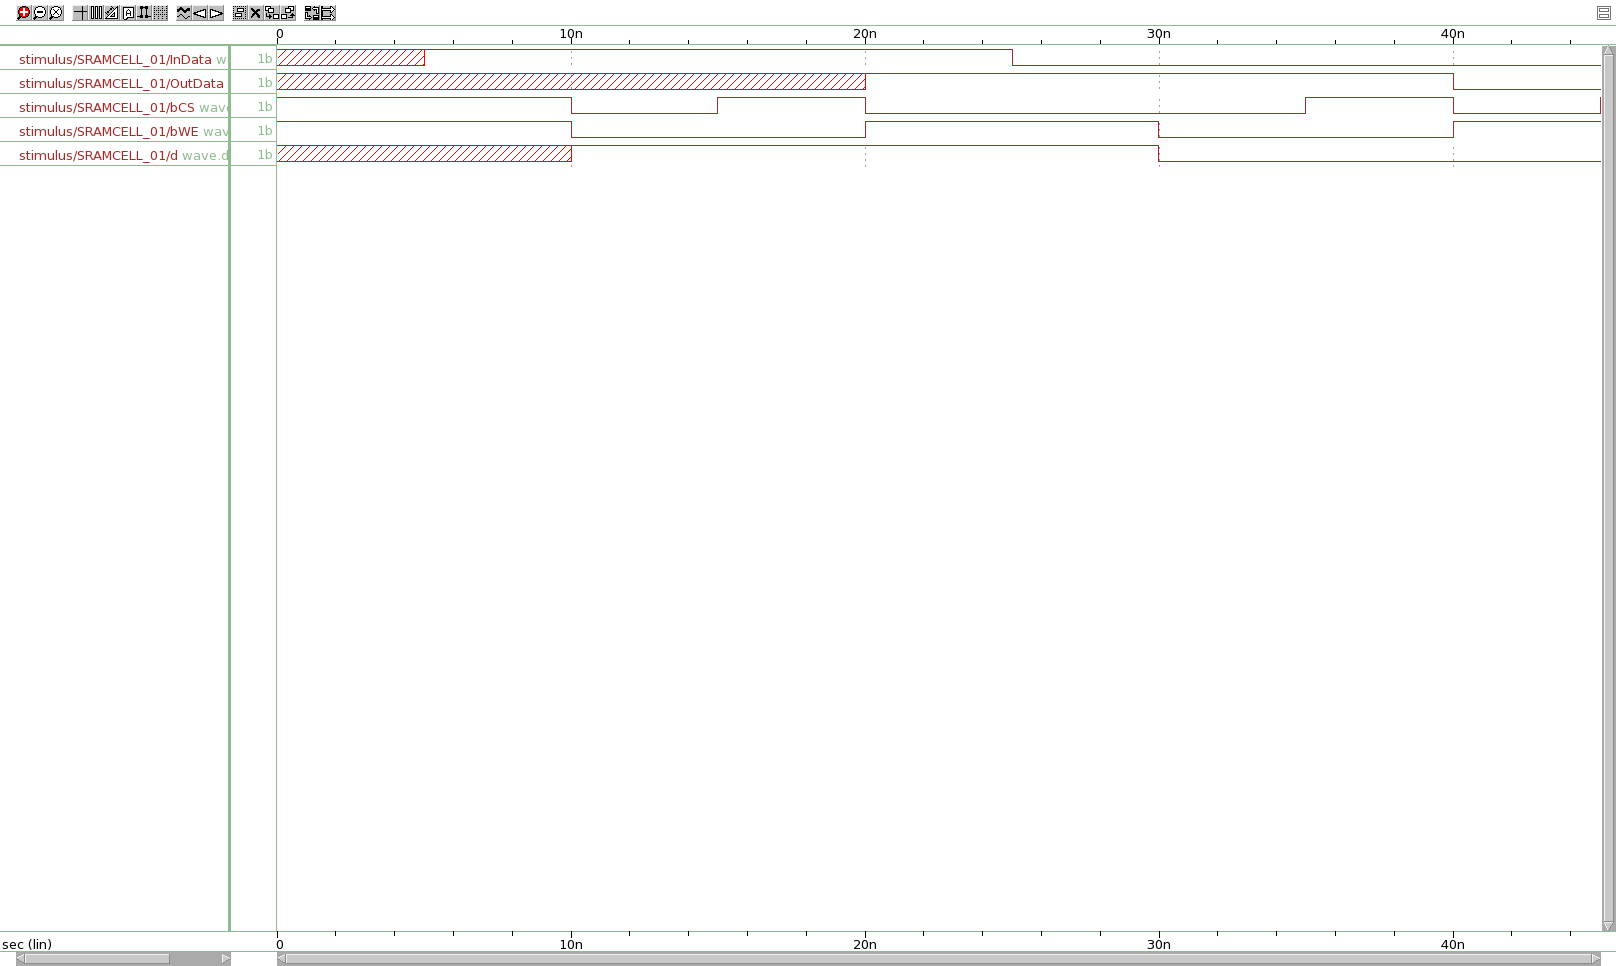 0 10n 20n 30n 40n
stimulus/SRAMCELL_01/InData w 1b
stimulus/SRAMCELL_01/OutData 1b
stimulus/SRAMCELL_01/bCS wave 1b
stimulus/SRAMCELL_01/bWE wav 1b
stimulus/SRAMCELL_01/d wave.d 1b
sec (lin) 0 10n 20n 30n 40n